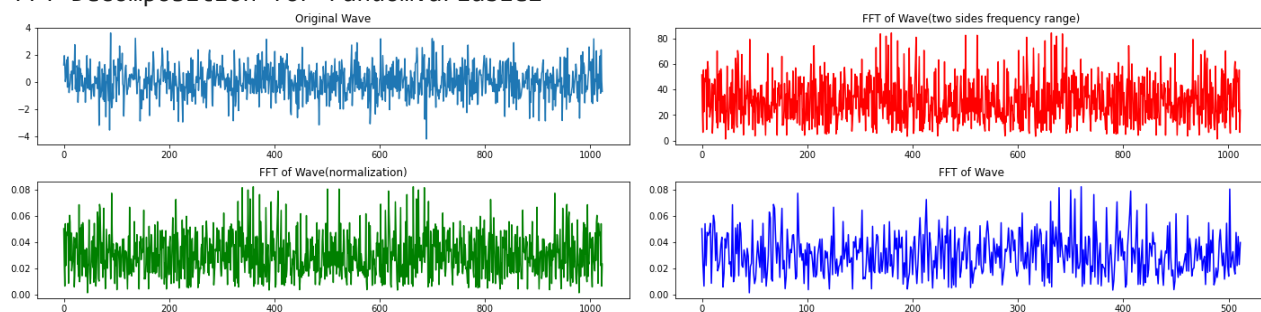 FFT Decomposition for
Original Wave
4
2
0
−2
−4
0 200 400 600 800 1000
FFT of Wave(two sides frequency range)
80
60
40
20
0
0 200 400 600 800 1000
FFT of Wave(normalization)
0.08
0.06
0.04
0.02
0.00
0 200 400 600 800 1000
FFT of Wave
0.08
0.06
0.04
0.02
0.00
0 100 200 300 400 500